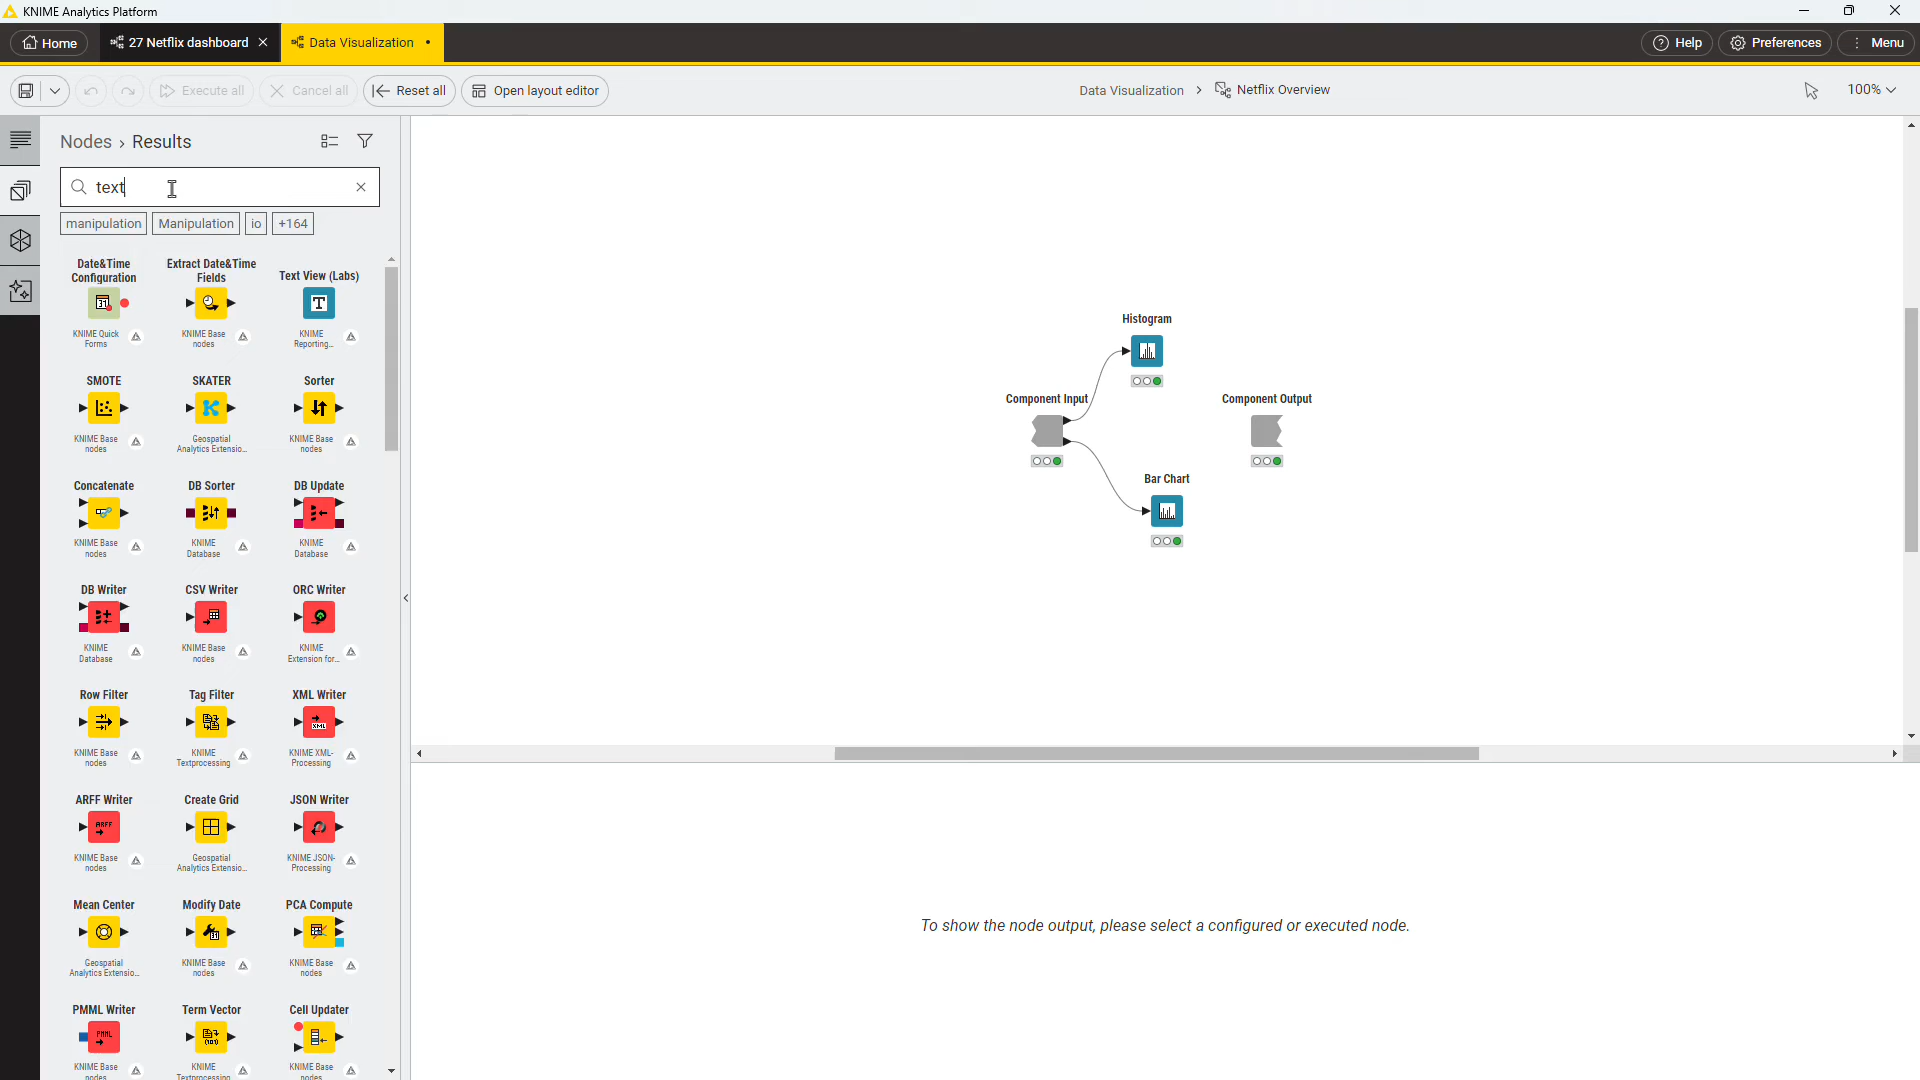 KNIME Analytics Platform
Home
27 Netflix dashboard
Data Visualization
Help
Preferences
Menu
Execute all
Cancel all
Reset all
Open layout editor
Data Visualization
Netflix Overview
100%
Nodes › Results
text
manipulation
Manipulation
io
+164
Date&Time Configuration
KNIME Quick Forms
Extract Date&Time Fields
KNIME Base nodes
Text View (Labs)
KNIME Reporting...
SMOTE
KNIME Base nodes
SKATER
Geospatial Analytics Extensio...
Sorter
KNIME Base nodes
Concatenate
KNIME Base nodes
DB Sorter
KNIME Database
DB Update
KNIME Database
DB Writer
KNIME Database
CSV Writer
KNIME Base nodes
ORC Writer
KNIME Extension for...
Row Filter
KNIME Base nodes
Tag Filter
KNIME Textprocessing
XML Writer
KNIME XML-Processing
ARFF Writer
KNIME Base nodes
Create Grid
Geospatial Analytics Extensio...
JSON Writer
KNIME JSON-Processing
Mean Center
Geospatial Analytics Extensio...
Modify Date
KNIME Base nodes
PCA Compute
KNIME Base nodes
PMML Writer
KNIME Base nodes
Term Vector
KNIME Textprocessing
Cell Updater
KNIME Base nodes
Histogram
Component Input
Component Output
Bar Chart
To show the node output, please select a configured or executed node.